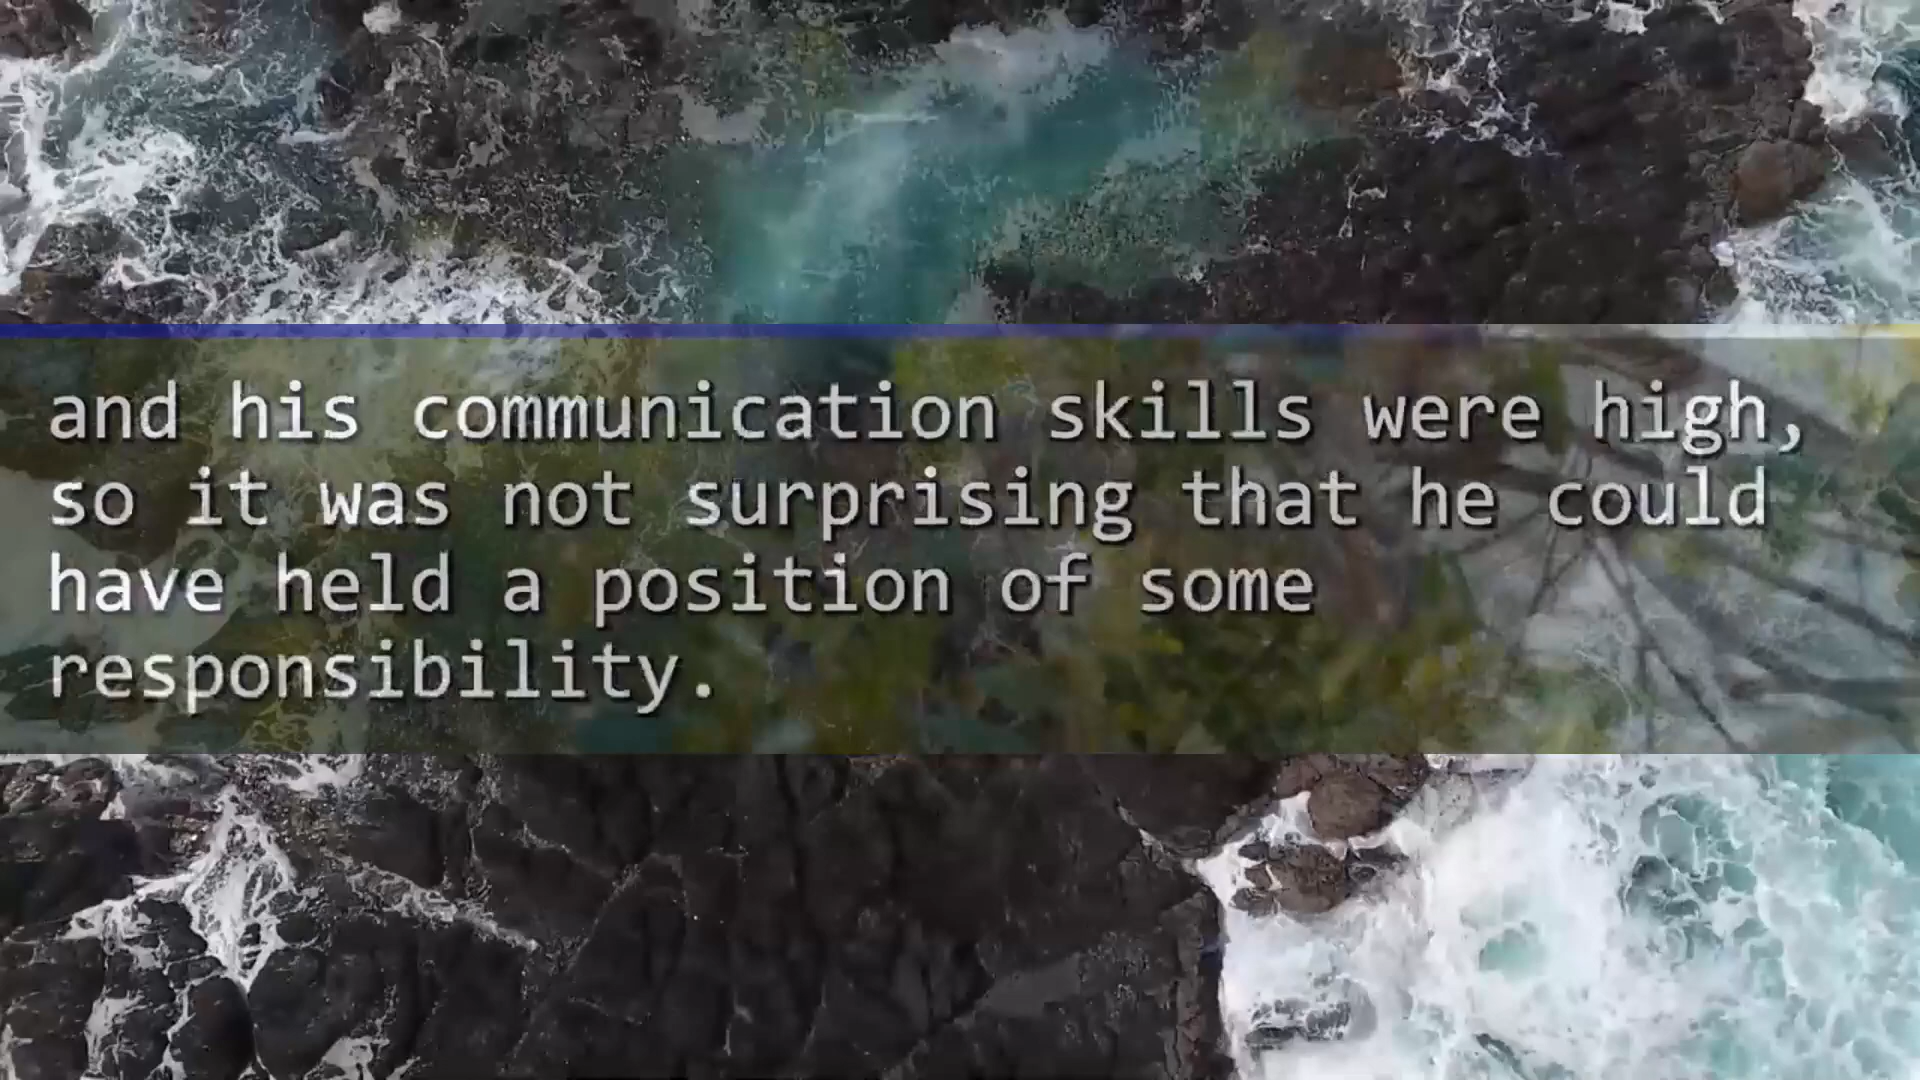 and his communication skills were high,
so it was not surprising that he could
have held a position of some
responsibility.